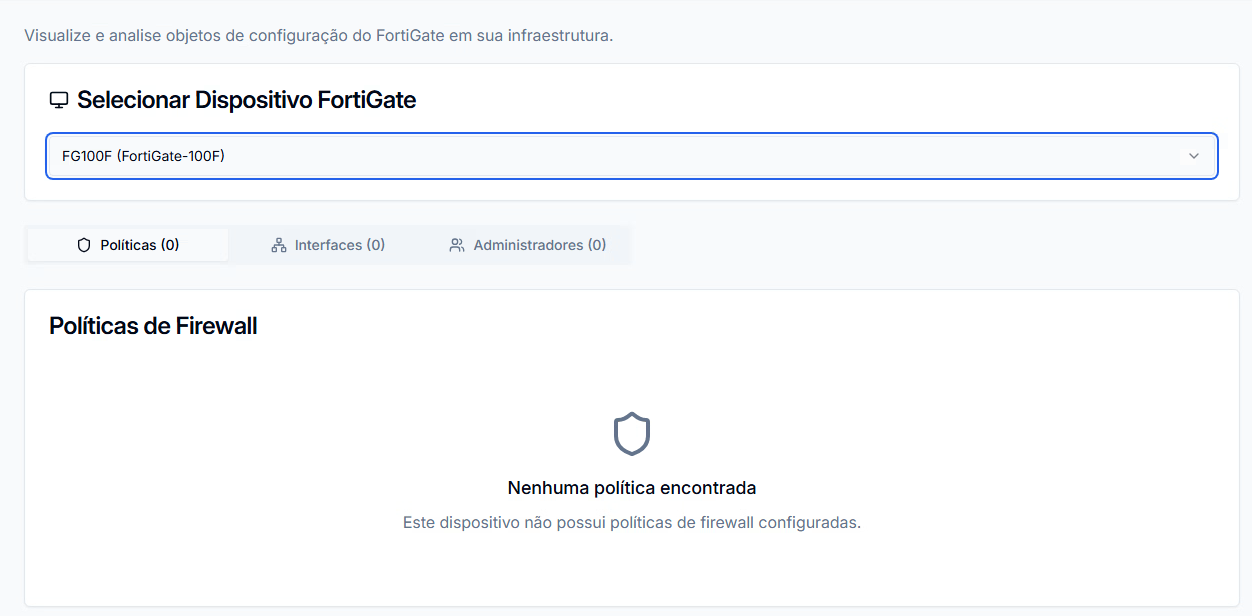 Visualize e analise objetos de configuração do FortiGate em sua infraestrutura.
Selecionar Dispositivo FortiGate
FG100F (FortiGate-100F)
Políticas (0)
Interfaces (0)
Administradores (0)
Políticas de Firewall
Nenhuma política encontrada
Este dispositivo não possui políticas de firewall configuradas.